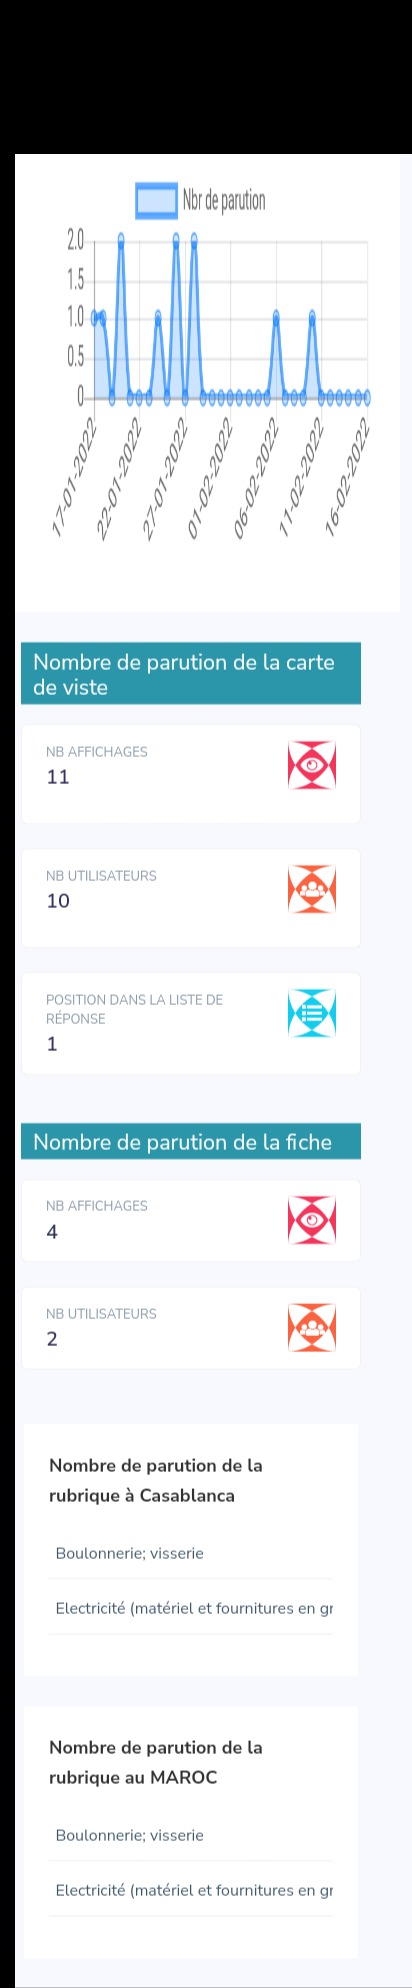 Nbr de parution
2.0
1.5
1.0
0.5
0
17-01-2022
22-01-2022
27-01-2022
01-02-2022
06-02-2022
11-02-2022
16-02-2022
Nombre de parution de la carte
de viste
NB AFFICHAGES
11
NB UTILISATEURS
10
POSITION DANS LA LISTE DE
RÉPONSE
1
Nombre de parution de la fiche
NB AFFICHAGES
4
NB UTILISATEURS
2
Nombre de parution de la
rubrique à Casablanca
Boulonnerie; visserie
Electricité (matériel et fournitures en gr
Nombre de parution de la
rubrique au MAROC
Boulonnerie; visserie
Electricité (matériel et fournitures en gr